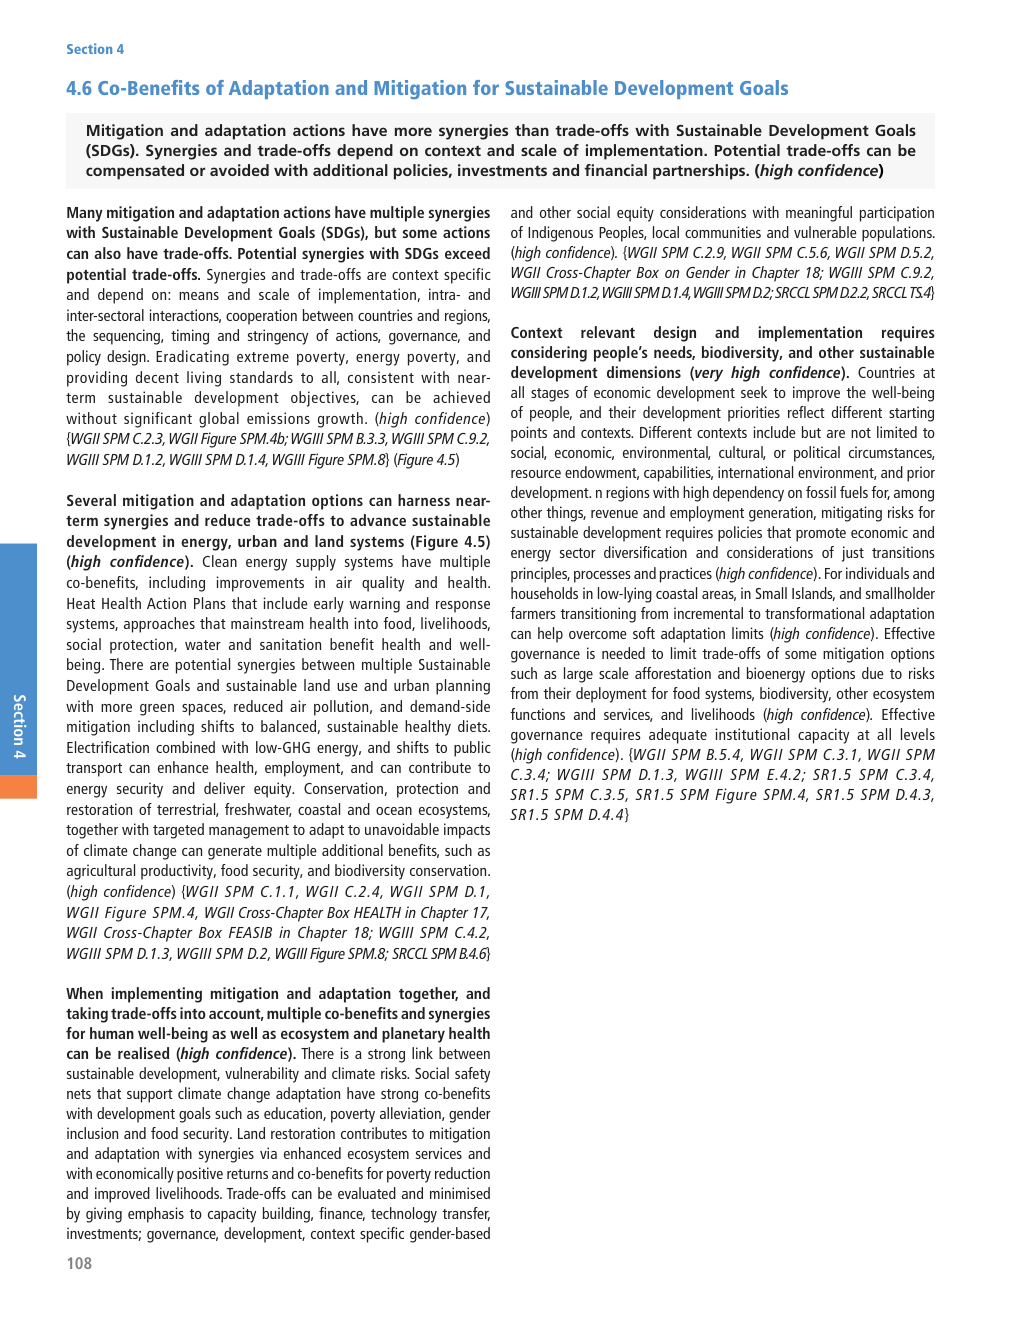 Section 4
4.6 Co-Benefits of Adaptation and Mitigation for Sustainable Development Goals
Mitigation and adaptation actions have more synergies than trade-offs with Sustainable Development Goals
(SDGs). Synergies and trade-offs depend on context and scale of implementation. Potential trade-offs can be
compensated or avoided with additional policies, investments and financial partnerships. (high confidence)
Many mitigation and adaptation actions have multiple synergies
with Sustainable Development Goals (SDGs), but some actions
can also have trade-offs. Potential synergies with SDGs exceed
potential trade-offs. Synergies and trade-offs are context specific
and depend on: means and scale of implementation, intra- and
inter-sectoral interactions, cooperation between countries and regions,
the sequencing, timing and stringency of actions, governance, and
policy design. Eradicating extreme poverty, energy poverty, and
providing decent living standards to all, consistent with near-
term sustainable development objectives, can be achieved
without significant global emissions growth. (high confidence)
{WGII SPM C.2.3, WGII Figure SPM.4b; WGIII SPM B.3.3, WGIII SPM C.9.2,
WGIII SPM D.1.2, WGIII SPM D.1.4, WGIII Figure SPM.8} (Figure 4.5)
Several mitigation and adaptation options can harness near-
term synergies and reduce trade-offs to advance sustainable
development in energy, urban and land systems (Figure 4.5)
(high confidence). Clean energy supply systems have multiple
co-benefits, including improvements in air quality and health.
Heat Health Action Plans that include early warning and response
systems, approaches that mainstream health into food, livelihoods,
social protection, water and sanitation benefit health and well-
being. There are potential synergies between multiple Sustainable
Development Goals and sustainable land use and urban planning
with more green spaces, reduced air pollution, and demand-side
mitigation including shifts to balanced, sustainable healthy diets.
Electrification combined with low-GHG energy, and shifts to public
transport can enhance health, employment, and can contribute to
energy security and deliver equity. Conservation, protection and
restoration of terrestrial, freshwater, coastal and ocean ecosystems,
together with targeted management to adapt to unavoidable impacts
of climate change can generate multiple additional benefits, such as
agricultural productivity, food security, and biodiversity conservation.
(high confidence) {WGII SPM C.1.1, WGII C.2.4, WGII SPM D.1,
WGII Figure SPM.4, WGII Cross-Chapter Box HEALTH in Chapter 17,
WGII Cross-Chapter Box FEASIB in Chapter 18; WGIII SPM C.4.2,
WGIII SPM D.1.3, WGIII SPM D.2, WGIII Figure SPM.8; SRCCL SPM B.4.6}
When implementing mitigation and adaptation together, and
taking trade-offs into account, multiple co-benefits and synergies
for human well-being as well as ecosystem and planetary health
can be realised (high confidence). There is a strong link between
sustainable development, vulnerability and climate risks. Social safety
nets that support climate change adaptation have strong co-benefits
with development goals such as education, poverty alleviation, gender
inclusion and food security. Land restoration contributes to mitigation
and adaptation with synergies via enhanced ecosystem services and
with economically positive returns and co-benefits for poverty reduction
and improved livelihoods. Trade-offs can be evaluated and minimised
by giving emphasis to capacity building, finance, technology transfer,
investments; governance, development, context specific gender-based
and other social equity considerations with meaningful participation
of Indigenous Peoples, local communities and vulnerable populations.
(high confidence). {WGII SPM C.2.9, WGII SPM C.5.6, WGII SPM D.5.2,
WGII Cross-Chapter Box on Gender in Chapter 18; WGIII SPM C.9.2,
WGIII SPM D.1.2, WGIII SPM D.1.4, WGIII SPM D.2; SRCCL SPM D.2.2, SRCCL TS.4}
Context relevant design and implementation requires
considering people’s needs, biodiversity, and other sustainable
development dimensions (very high confidence). Countries at
all stages of economic development seek to improve the well-being
of people, and their development priorities reflect different starting
points and contexts. Different contexts include but are not limited to
social, economic, environmental, cultural, or political circumstances,
resource endowment, capabilities, international environment, and prior
development. n regions with high dependency on fossil fuels for, among
other things, revenue and employment generation, mitigating risks for
sustainable development requires policies that promote economic and
energy sector diversification and considerations of just transitions
principles, processes and practices (high confidence). For individuals and
households in low-lying coastal areas, in Small Islands, and smallholder
farmers transitioning from incremental to transformational adaptation
can help overcome soft adaptation limits (high confidence). Effective
governance is needed to limit trade-offs of some mitigation options
such as large scale afforestation and bioenergy options due to risks
from their deployment for food systems, biodiversity, other ecosystem
functions and services, and livelihoods (high confidence). Effective
governance requires adequate institutional capacity at all levels
(high confidence). {WGII SPM B.5.4, WGII SPM C.3.1, WGII SPM
C.3.4; WGIII SPM D.1.3, WGIII SPM E.4.2; SR1.5 SPM C.3.4,
SR1.5 SPM C.3.5, SR1.5 SPM Figure SPM.4, SR1.5 SPM D.4.3,
SR1.5 SPM D.4.4}
Section 4
108